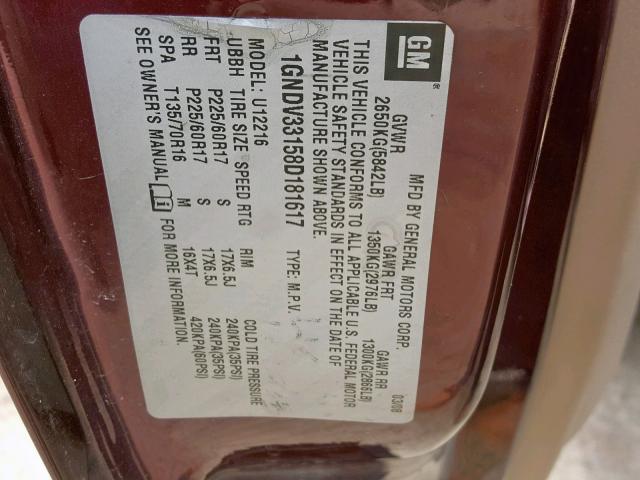 GM ®
MFD BY GENERAL MOTORS CORP. 03/08
GVWR GAWR FRT GAWR RR
2650KG(5842LB) 1350KG(2976LB) 1300KG(2866LB)
THIS VEHICLE CONFORMS TO ALL APPLICABLE U.S. FEDERAL MOTOR
VEHICLE SAFETY STANDARDS IN EFFECT ON THE DATE OF
MANUFACTURE SHOWN ABOVE.
1GNDV33158D181617 TYPE: M.P.V.
MODEL: U12216
UBBH TIRE SIZE SPEED RTG RIM COLD TIRE PRESSURE
FRT P225/60R17 S 17X6.5J 240KPA(35PSI)
RR P225/60R17 S 17X6.5J 240KPA(35PSI)
SPA T135/70R16 M 16X4T 420KPA(60PSI)
SEE OWNER'S MANUAL i FOR MORE INFORMATION.